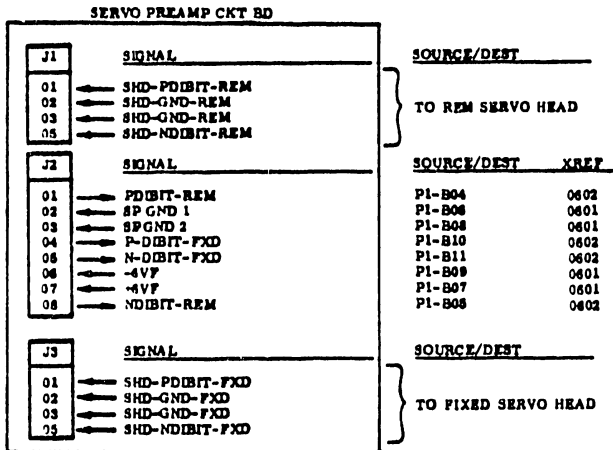 SERVO PREAMP CKT BD
J1 SIGNAL SOURCE/DEST
01 SHD-PDIBIT-REM
02 SHD-GND-REM
03 SHD-GND-REM
05 SHD-NDIBIT-REM
TO REM SERVO HEAD
J2 SIGNAL SOURCE/DEST XREF
01 PDIBIT-REM P1-B04 0602
02 SP GND 1 P1-B06 0601
03 SPGND 2 P1-B08 0601
04 P-DIBIT-FXD P1-B10 0602
05 N-DIBIT-FXD P1-B11 0602
06 -6VF P1-B09 0601
07 +6VF P1-B07 0601
08 NDIBIT-REM P1-B05 0602
J3 SIGNAL SOURCE/DEST
01 SHD-PDIBIT-FXD
02 SHD-GND-FXD
03 SHD-GND-FXD
05 SHD-NDIBIT-FXD
TO FIXED SERVO HEAD